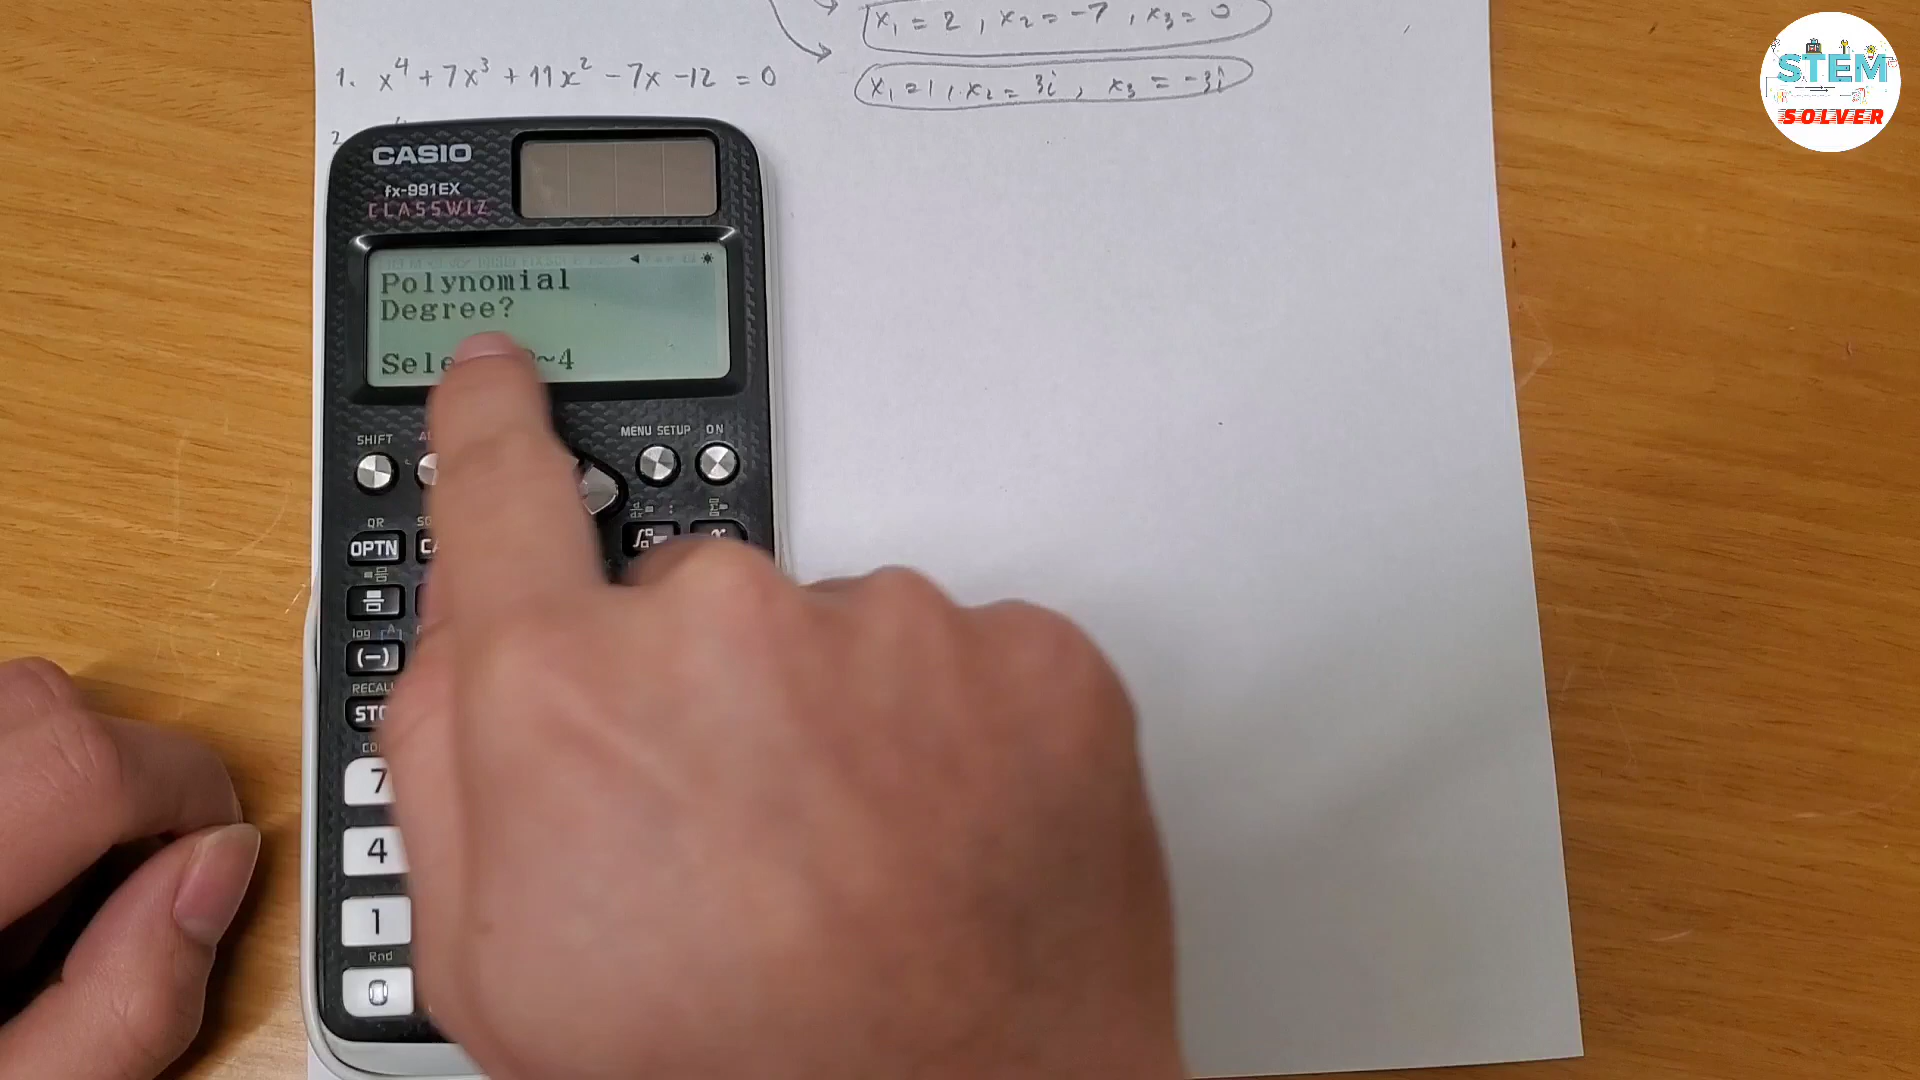 x₁ = 2 , x₂ = -7 , x₃ = 0
1. x⁴ + 7x³ + 11x² - 7x - 12 = 0
x₁ = 1 , x₂ = 3i , x₃ = -3i
2.
STEM
SOLVER
CASIO
fx-991EX
CLASSWIZ
Polynomial
Degree?
~4
SHIFT
MENU SETUP ON
QR
OPTN
log
(-)
RECALL
7
4
1
Rnd
0